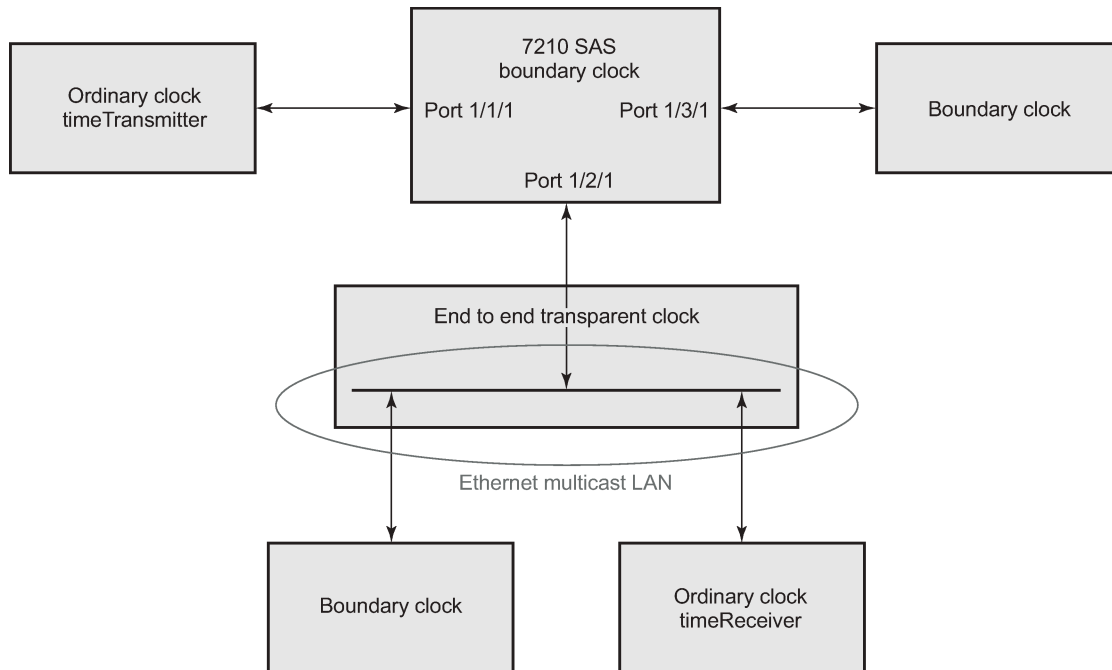 7210 SAS
boundary clock
Ordinary clock
timeTransmitter
Port 1/1/1
Port 1/3/1
Boundary clock
Port 1/2/1
End to end transparent clock
Ethernet multicast LAN
Boundary clock
Ordinary clock
timeReceiver